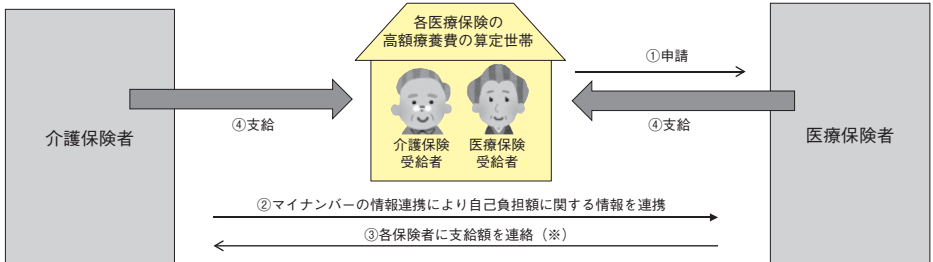 各医療保険の
高額療養費の算定世帯
①申請
④支給
④支給
介護保険者
医療保険者
介護保険
受給者
医療保険
受給者
②マイナンバーの情報連携により自己負担額に関する情報を連携
③各保険者に支給額を連絡（※）